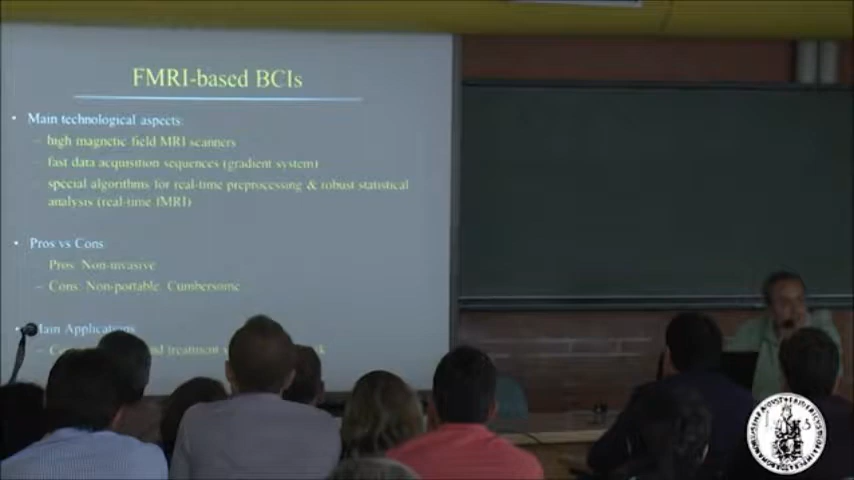 FMRI-based BCIs
• Main technological aspects:
– high magnetic field MRI scanners
– fast data acquisition sequences (gradient system)
– special algorithms for real-time preprocessing & robust statistical
analysis (real-time fMRI)
• Pros vs Cons
Pros: Non-invasive
– Cons: Non-portable. Cumbersome
• Main Applications
– and treatment